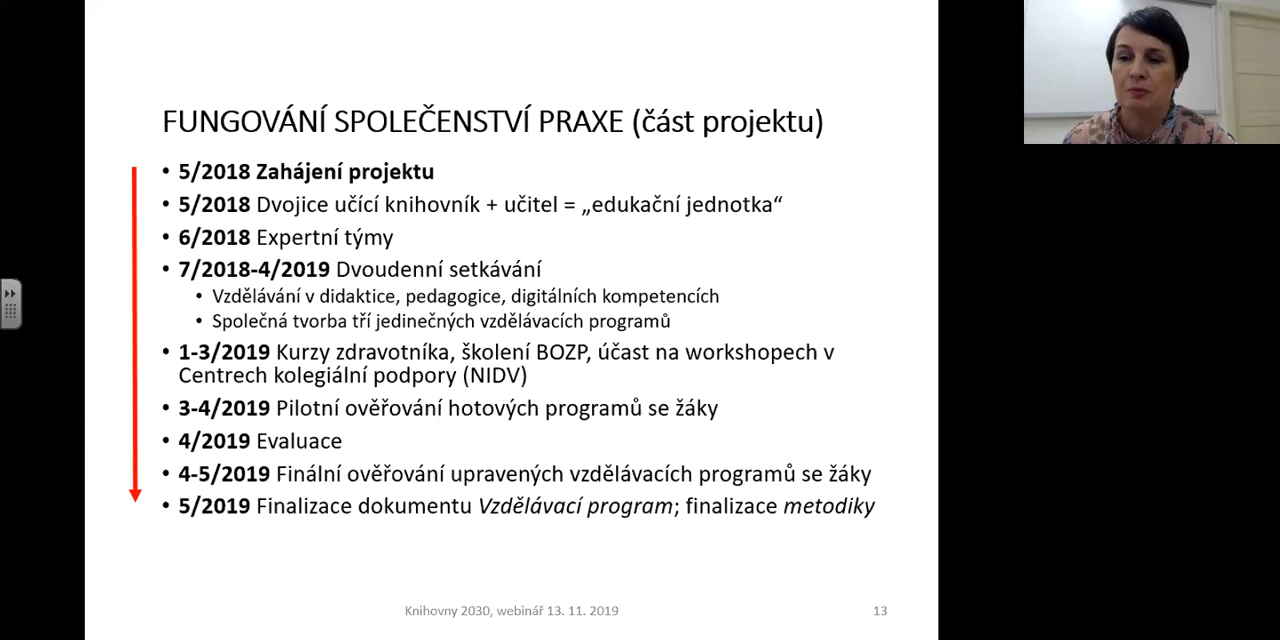 FUNGOVÁNÍ SPOLEČENSTVÍ PRAXE (část projektu)
• 5/2018 Zahájení projektu
• 5/2018 Dvojice učící knihovník + učitel = „edukační jednotka“
• 6/2018 Expertní týmy
• 7/2018-4/2019 Dvoudenní setkávání
• Vzdělávání v didaktice, pedagogice, digitálních kompetencích
• Společná tvorba tří jedinečných vzdělávacích programů
• 1-3/2019 Kurzy zdravotníka, školení BOZP, účast na workshopech v
Centrech kolegiální podpory (NIDV)
• 3-4/2019 Pilotní ověřování hotových programů se žáky
• 4/2019 Evaluace
• 4-5/2019 Finální ověřování upravených vzdělávacích programů se žáky
• 5/2019 Finalizace dokumentu Vzdělávací program; finalizace metodiky
Knihovny 2030, webinář 13. 11. 2019
13